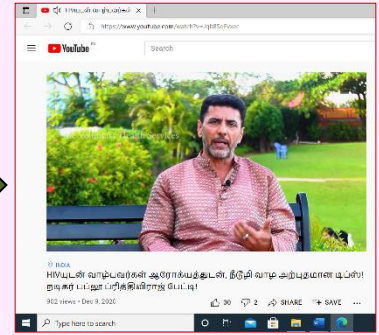 YouTube IN
Search
INDIA
HIVயுடன் வாழ்பவர்கள் ஆரோக்யத்துடன், நீடூழி வாழ அற்புதமான டிப்ஸ்!
நடிகர் பப்லூ ப்ரித்திவிராஜ் பேட்டி!
902 views • Dec 9, 2020
30
2
SHARE
SAVE
Type here to search